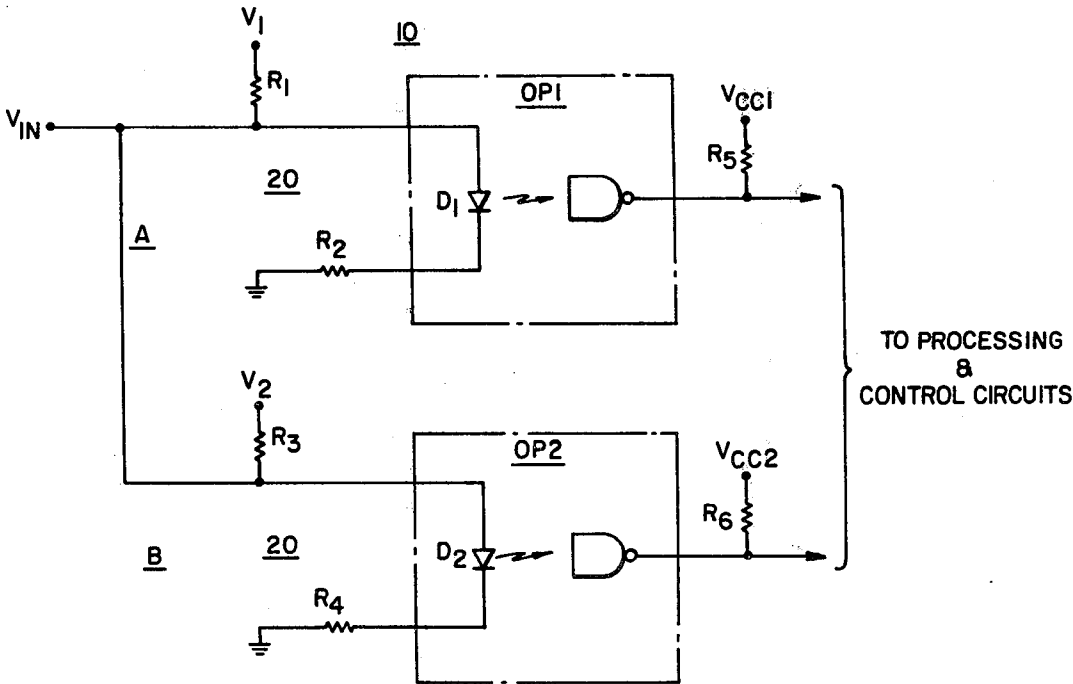 V1
10
R1
OP1
VCC1
VIN
R5
20
D1
A
R2
TO PROCESSING
&
CONTROL CIRCUITS
V2
R3
OP2
VCC2
R6
B
20
D2
R4